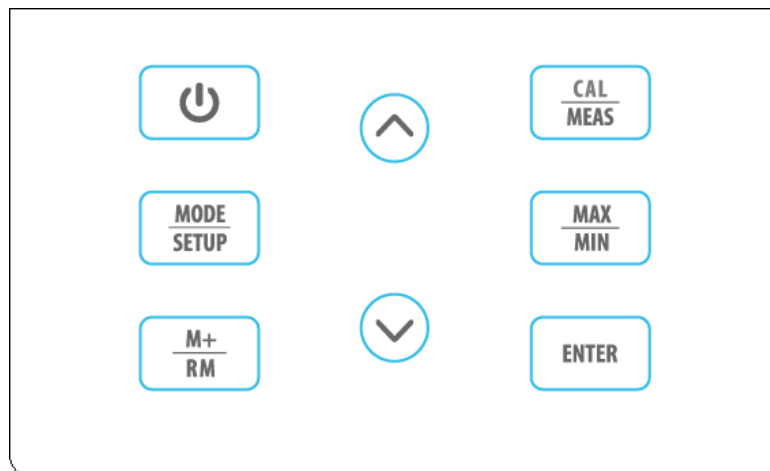 CAL
MEAS
MODE
SETUP
MAX
MIN
M+
RM
ENTER